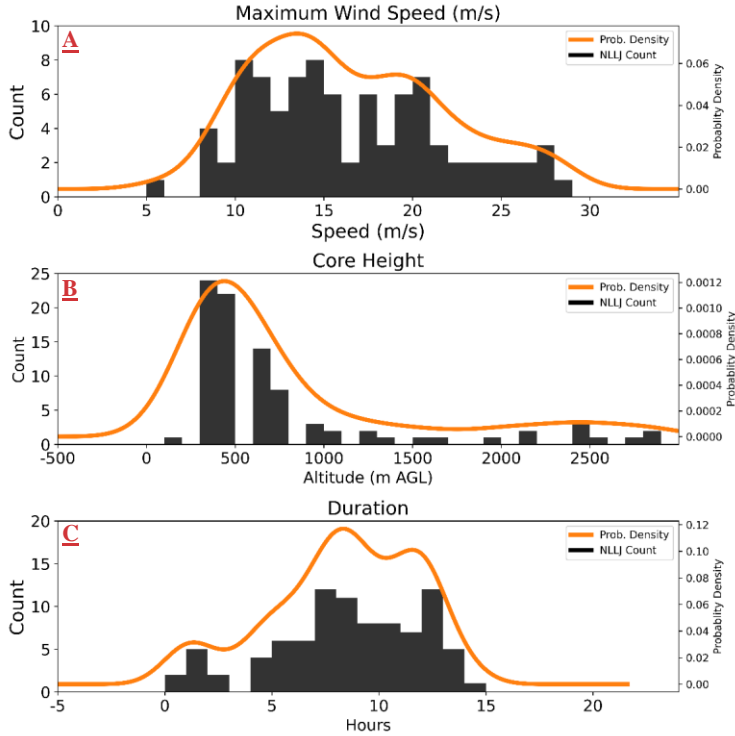 Maximum Wind Speed (m/s)
A
Prob. Density
NLLJ Count
10
8
6
4
2
0
Count
0.06
0.04
0.02
0.00
Probablity Density
0 5 10 15 20 25 30
Speed (m/s)
Core Height
B
Prob. Density
NLLJ Count
25
20
15
10
5
0
Count
0.0012
0.0010
0.0008
0.0006
0.0004
0.0002
0.0000
Probablity Density
-500 0 500 1000 1500 2000 2500
Altitude (m AGL)
Duration
C
Prob. Density
NLLJ Count
20
15
10
5
0
Count
0.12
0.10
0.08
0.06
0.04
0.02
0.00
Probablity Density
-5 0 5 10 15 20
Hours